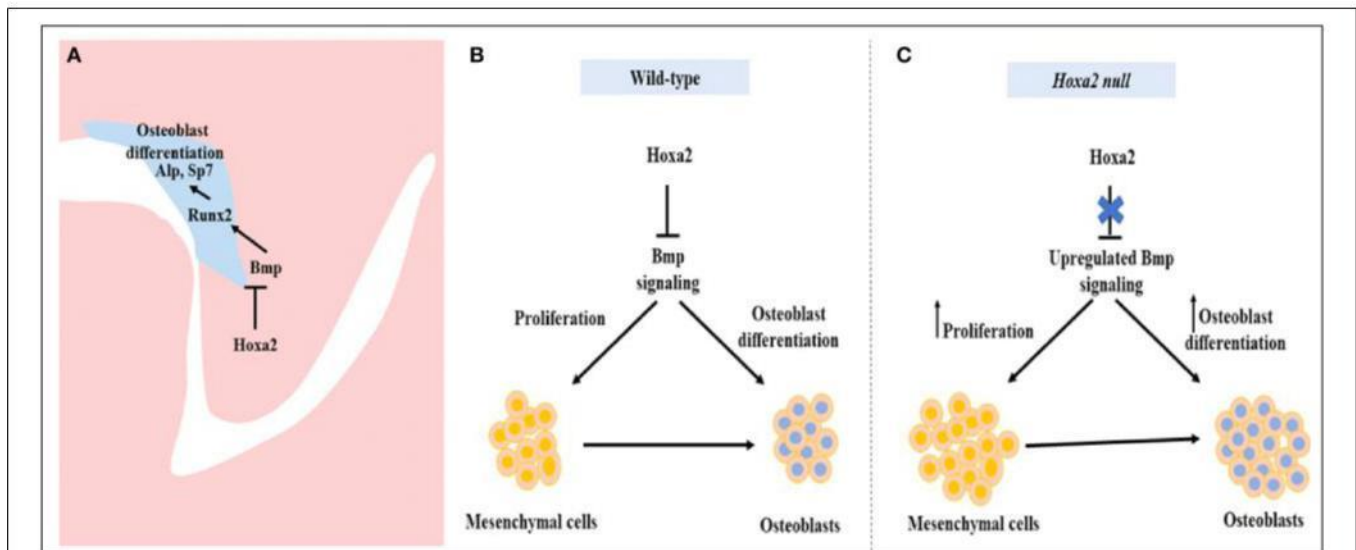 A
Osteoblast
differentiation
Alp, Sp7
Runx2
Bmp
Hoxa2
B
Wild-type
Hoxa2
Bmp
signaling
Proliferation
Osteoblast
differentiation
Mesenchymal cells
Osteoblasts
C
Hoxa2 null
Hoxa2
Upregulated Bmp
signaling
Proliferation
Osteoblast
differentiation
Mesenchymal cells
Osteoblasts